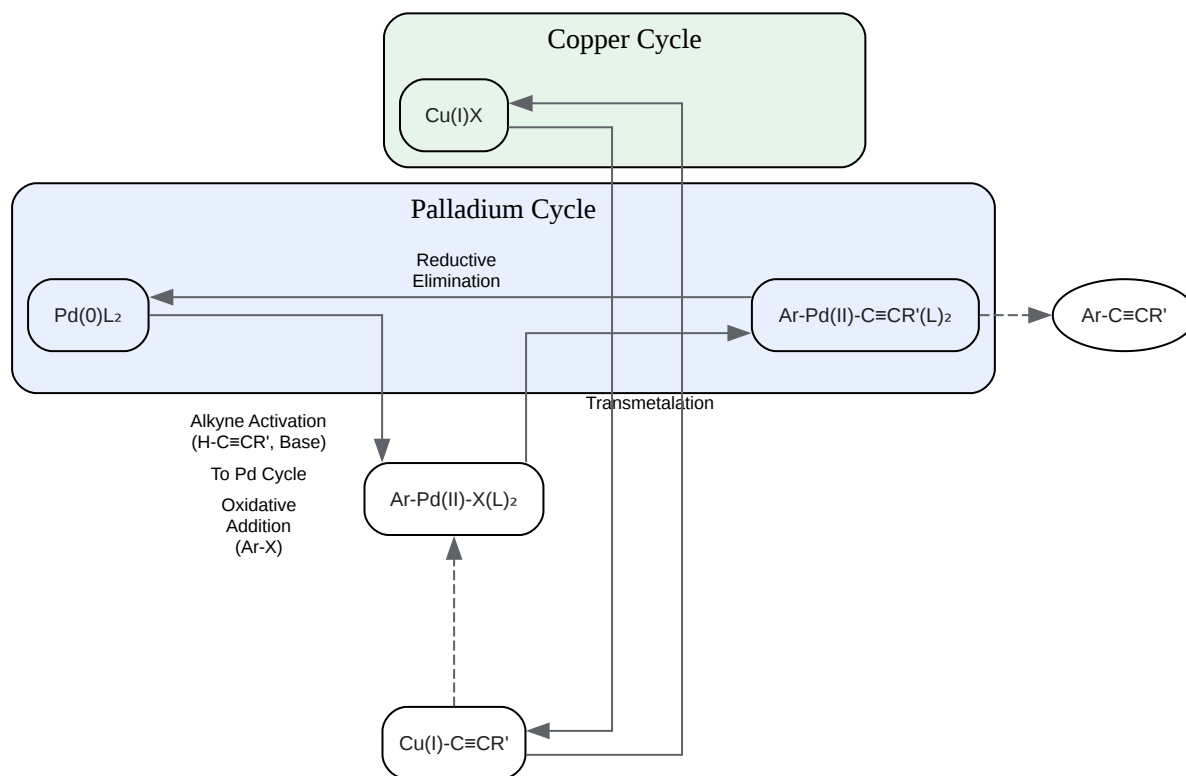 Copper Cycle
Cu(I)X
Palladium Cycle
Reductive
Elimination
Pd(0)L₂
Ar-Pd(II)-C≡CR'(L)₂
Ar-C≡CR'
Transmetalation
Alkyne Activation
(H-C≡CR', Base)
To Pd Cycle
Oxidative
Addition
(Ar-X)
Ar-Pd(II)-X(L)₂
Cu(I)-C≡CR'